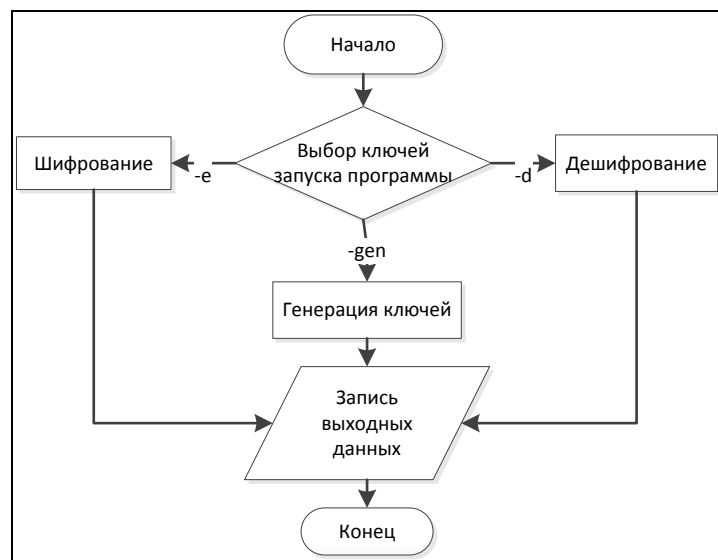 Начало
Выбор ключей
запуска программы
Шифрование
-e
-d
Дешифрование
-gen
Генерация ключей
Запись
выходных
данных
Конец